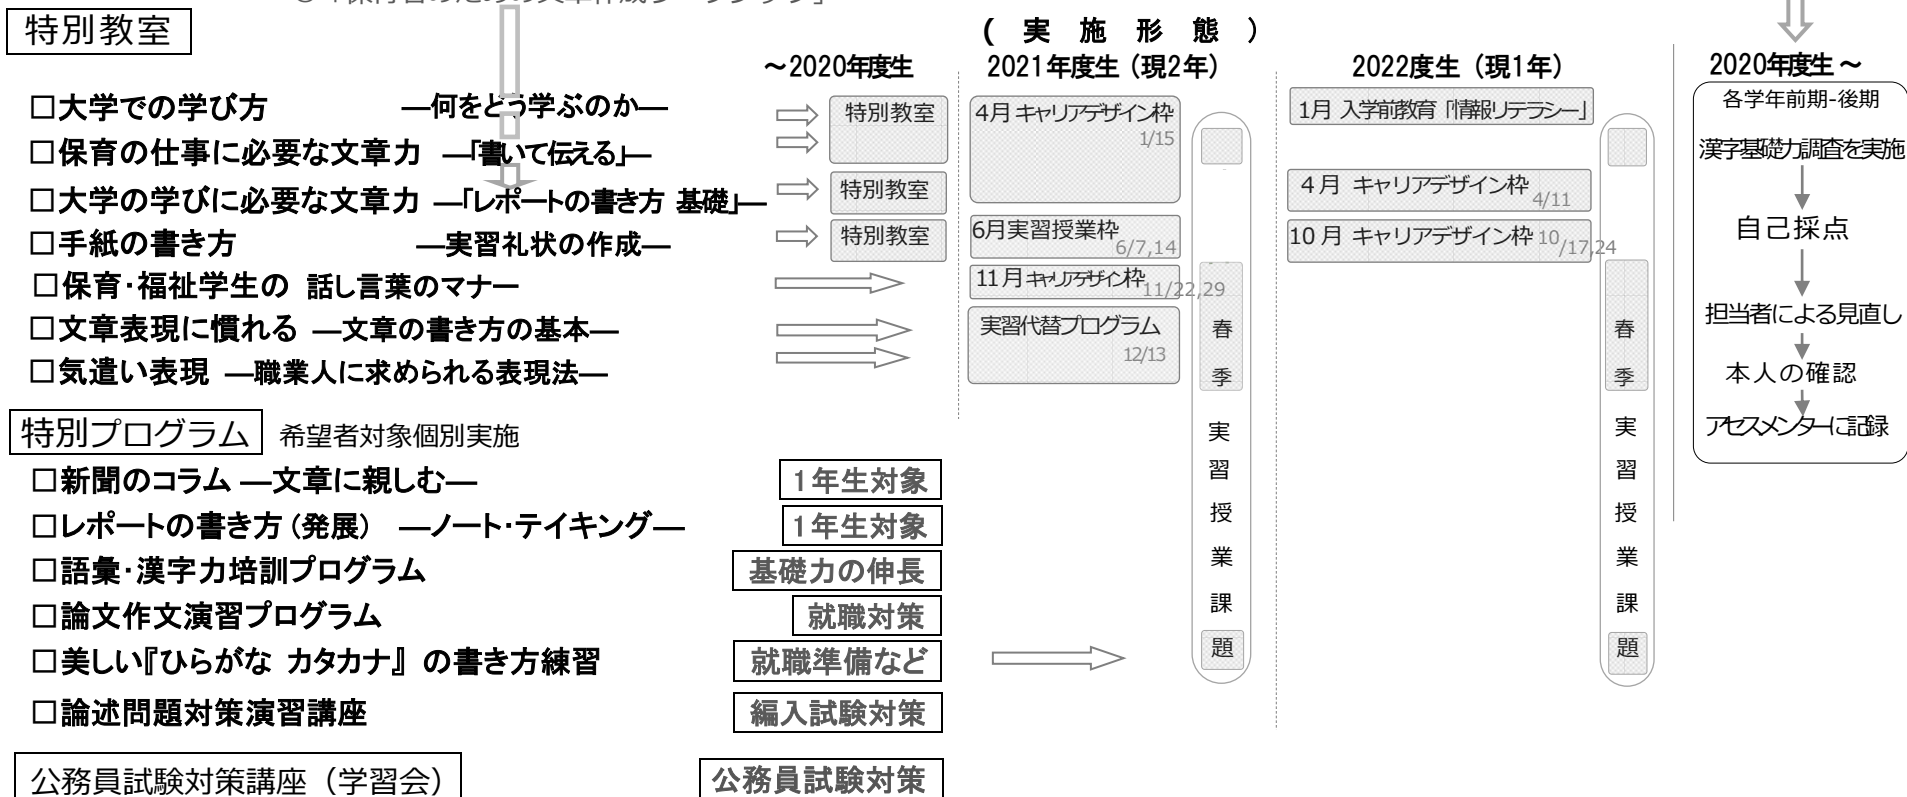 特別教室
(実施形態)
～2020年度生
2021年度生（現2年）
2022度生（現1年）
2020年度生～
□大学での学び方 ―何をどう学ぶのか―
□保育の仕事に必要な文章力 ―｢書いて伝える｣―
□大学の学びに必要な文章力 ―｢レポートの書き方 基礎｣―
□手紙の書き方 ―実習礼状の作成―
□保育･福祉学生の 話し言葉のマナー
□文章表現に慣れる ―文章の書き方の基本―
□気遣い表現 ―職業人に求められる表現法―
特別教室
特別教室
特別教室
4月キャリアデザイン枠
1/15
6月実習授業枠
6/7,14
11月キャリアデザイン枠
11/22,29
実習代替プログラム
12/13
春季実習授業課題
1月 入学前教育「情報リテラシー」
4月 キャリアデザイン枠
4/11
10月 キャリアデザイン枠 10/17,24
春季実習授業課題
各学年前期-後期
漢字基礎力調査を実施
自己採点
担当者による見直し
本人の確認
アセスメンターに記録
特別プログラム 希望者対象個別実施
□新聞のコラム ―文章に親しむ― 1年生対象
□レポートの書き方(発展) ―ノート･テイキング― 1年生対象
□語彙･漢字力培訓プログラム 基礎力の伸長
□論文作文演習プログラム 就職対策
□美しい『ひらがな カタカナ』の書き方練習 就職準備など
□論述問題対策演習講座 編入試験対策
公務員試験対策講座（学習会） 公務員試験対策